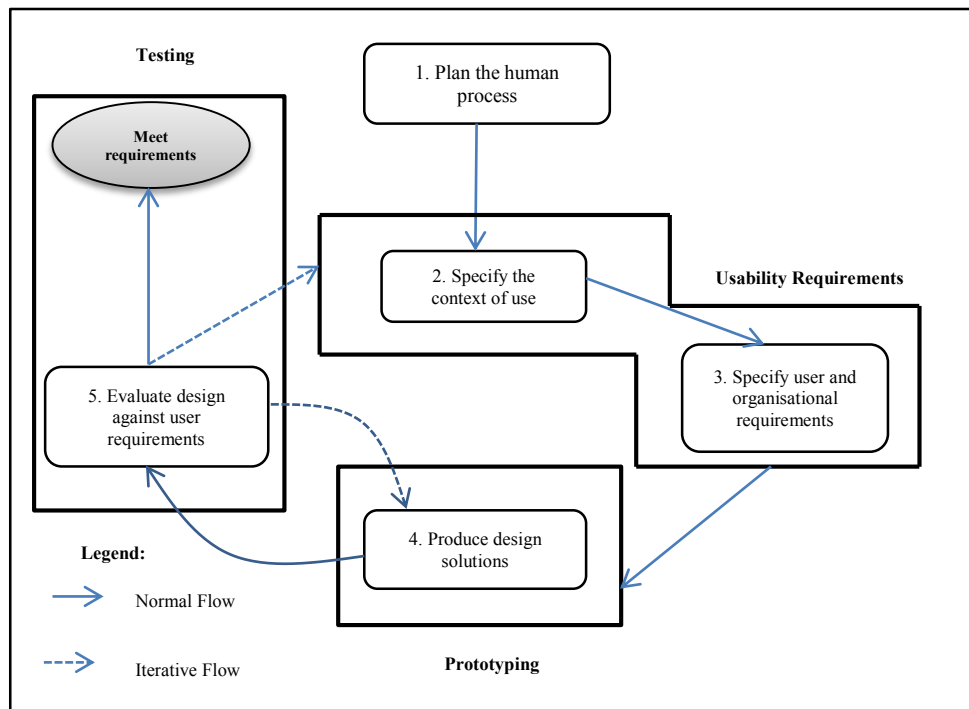 Testing
1. Plan the human
process
Meet
requirements
2. Specify the
context of use
Usability Requirements
3. Specify user and
organisational
requirements
5. Evaluate design
against user
requirements
4. Produce design
solutions
Legend:
Normal Flow
Iterative Flow
Prototyping